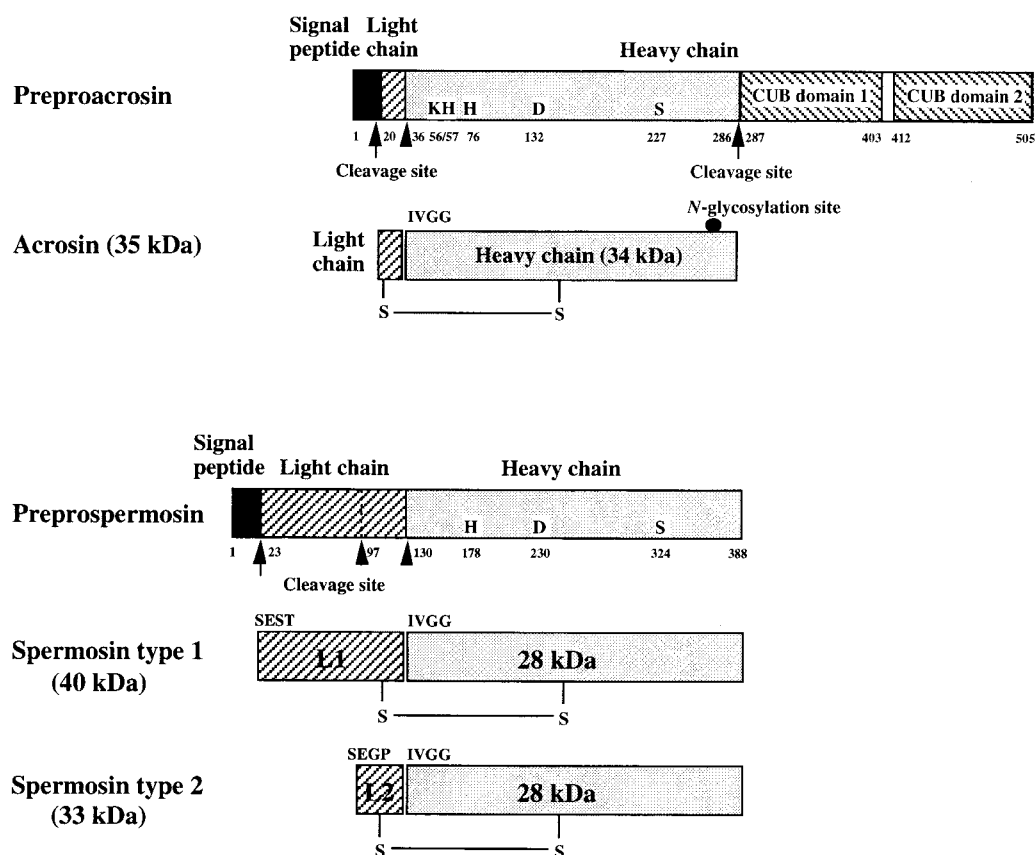 Signal Light
peptide chain Heavy chain
Preproacrosin
CUB domain 1 CUB domain 2
KH H D S
1 20 36 56/57 76 132 227 286 287 403 412 505
Cleavage site Cleavage site
N-glycosylation site
IVGG
Acrosin (35 kDa)
Light
chain
Heavy chain (34 kDa)
S S
Signal
peptide Light chain Heavy chain
Preprospermosin
H D S
1 23 97 130 178 230 324 388
Cleavage site
SEST IVGG
Spermosin type 1
(40 kDa)
L1 28 kDa
S S
SEGP IVGG
Spermosin type 2
(33 kDa)
L2 28 kDa
S S